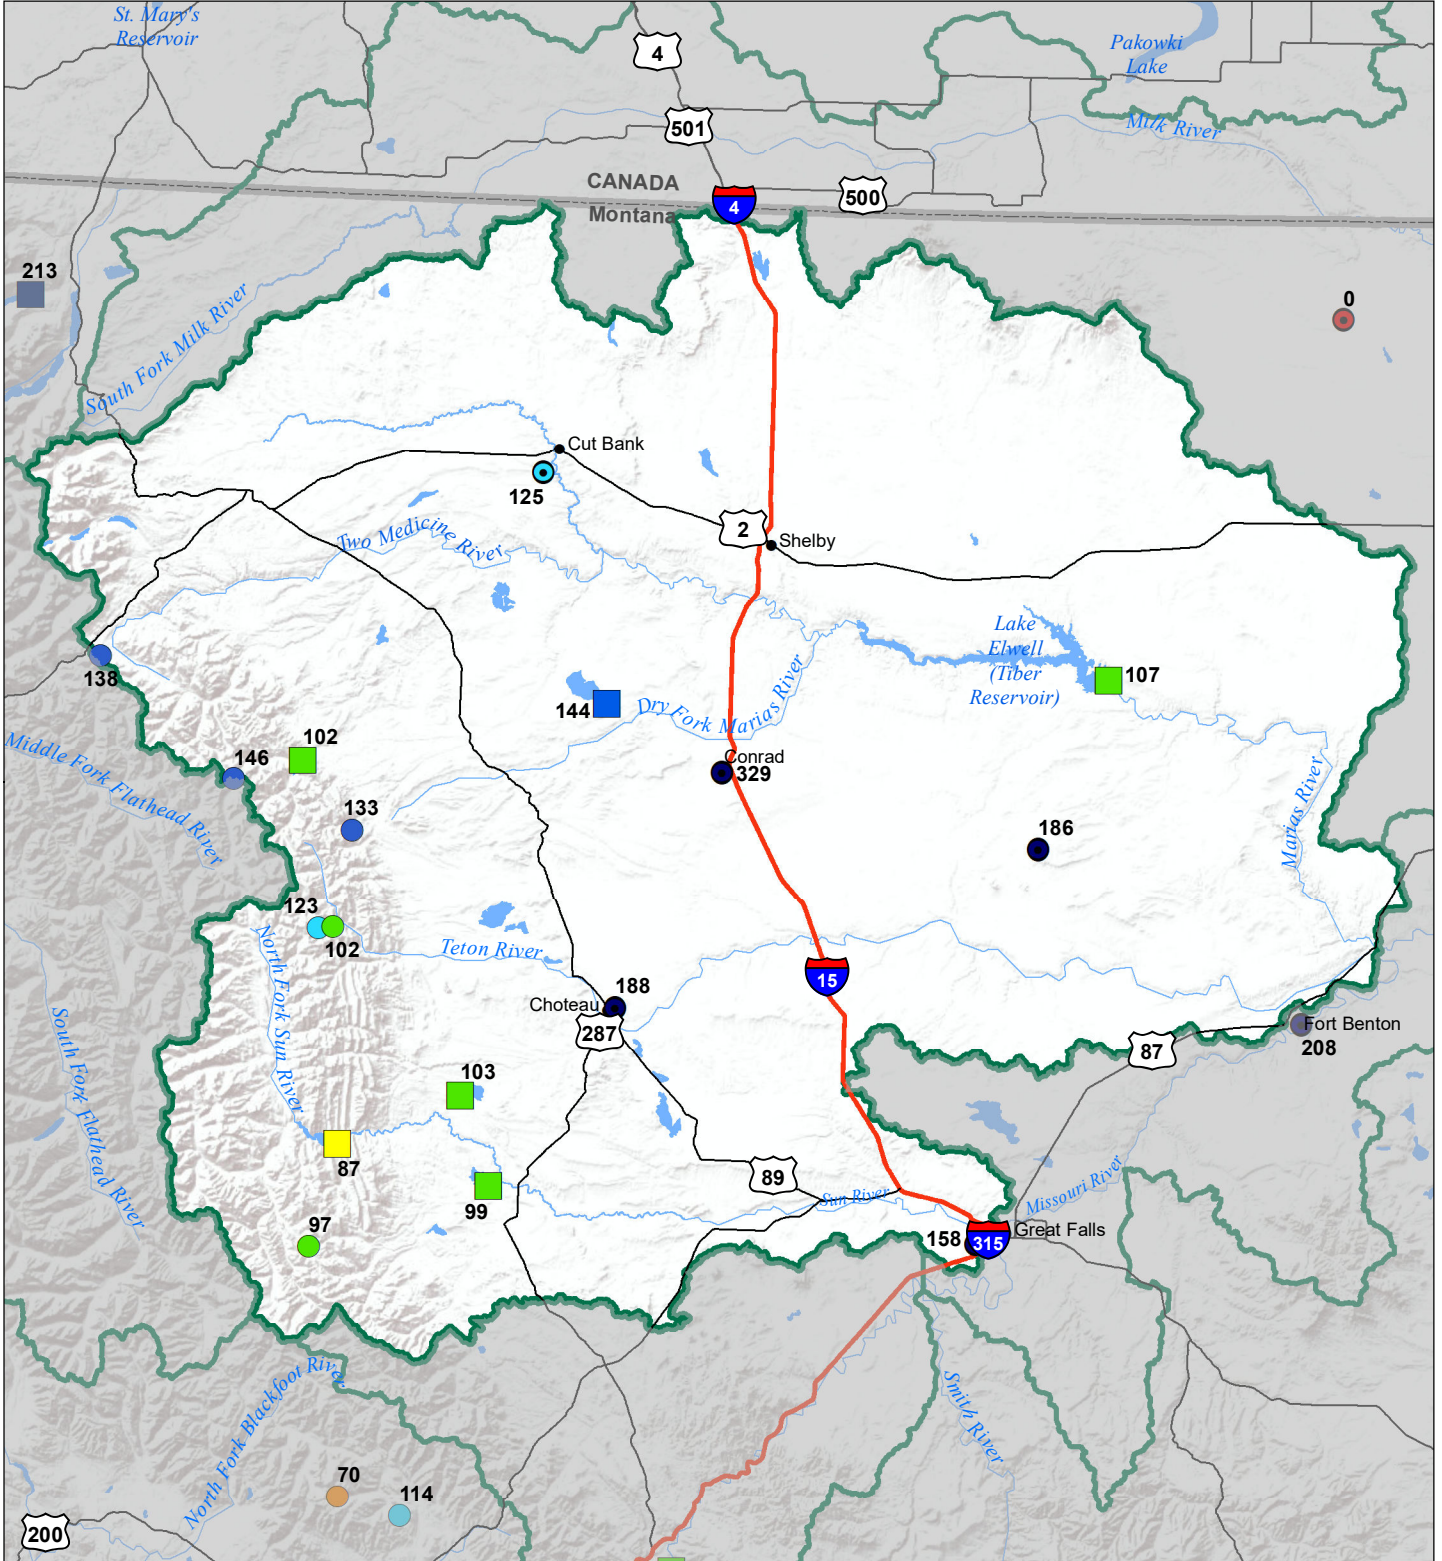 St. Mary's
Reservoir
4
Pakowki
Lake
501
Milk River
CANADA
Montana
4
500
213
0
South Fork Milk River
Cut Bank
125
2
Shelby
Two Medicine River
Lake
Elwell
(Tiber
Reservoir)
107
138
144
Dry Fork Marias River
102
Middle Fork Flathead River
146
Conrad
329
133
186
Marias River
123
102
North Fork Sun River
Teton River
15
188
Choteau
287
Fort Benton
208
87
South Fork Flathead River
103
87
99
89
Sun River
Missouri River
97
158
315
Great Falls
North Fork Blackfoot River
Smith River
70
114
200